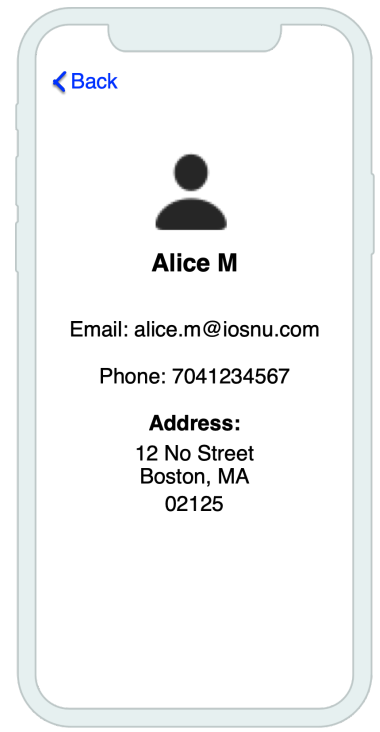 Back
Alice M
Email: alice.m@iosnu.com
Phone: 7041234567
Address:
12 No Street
Boston, MA
02125